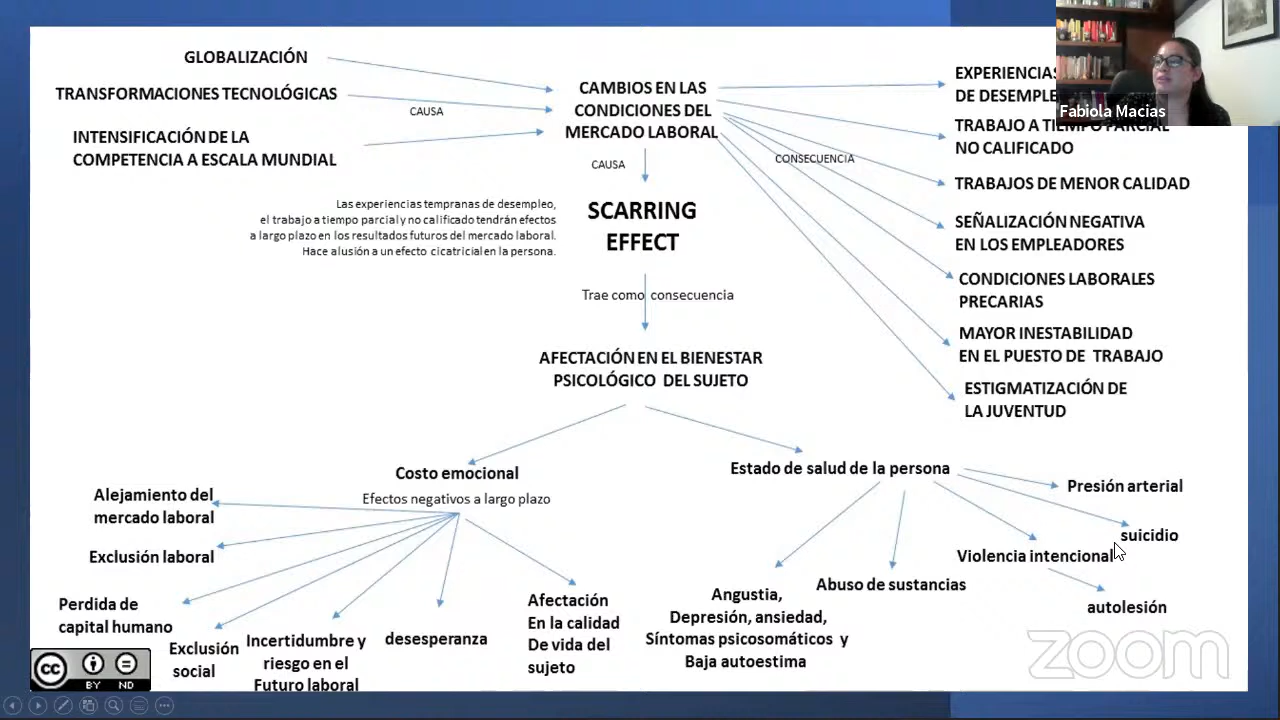 GLOBALIZACIÓN
TRANSFORMACIONES TECNOLÓGICAS
INTENSIFICACIÓN DE LA
COMPETENCIA A ESCALA MUNDIAL
CAUSA
CAMBIOS EN LAS
CONDICIONES DEL
MERCADO LABORAL
CAUSA
CONSECUENCIA
EXPERIENCIAS
DE DESEMPLE
Fabiola Macias
TRABAJO A TIEMPO PARCIAL
NO CALIFICADO
TRABAJOS DE MENOR CALIDAD
SEÑALIZACIÓN NEGATIVA
EN LOS EMPLEADORES
CONDICIONES LABORALES
PRECARIAS
MAYOR INESTABILIDAD
EN EL PUESTO DE TRABAJO
ESTIGMATIZACIÓN DE
LA JUVENTUD
Las experiencias tempranas de desempleo,
el trabajo a tiempo parcial y no calificado tendrán efectos
a largo plazo en los resultados futuros del mercado laboral.
Hace alusión a un efecto cicatricial en la persona.
SCARRING
EFFECT
Trae como consecuencia
AFECTACIÓN EN EL BIENESTAR
PSICOLÓGICO DEL SUJETO
Costo emocional
Efectos negativos a largo plazo
Alejamiento del
mercado laboral
Exclusión laboral
Perdida de
capital humano
Exclusión
social
Incertidumbre y
riesgo en el
Futuro laboral
desesperanza
Afectación
En la calidad
De vida del
sujeto
Estado de salud de la persona
Presión arterial
suicidio
Violencia intencional
autolesión
Abuso de sustancias
Angustia,
Depresión, ansiedad,
Síntomas psicosomáticos y
Baja autoestima
cc
BY ND
zoom